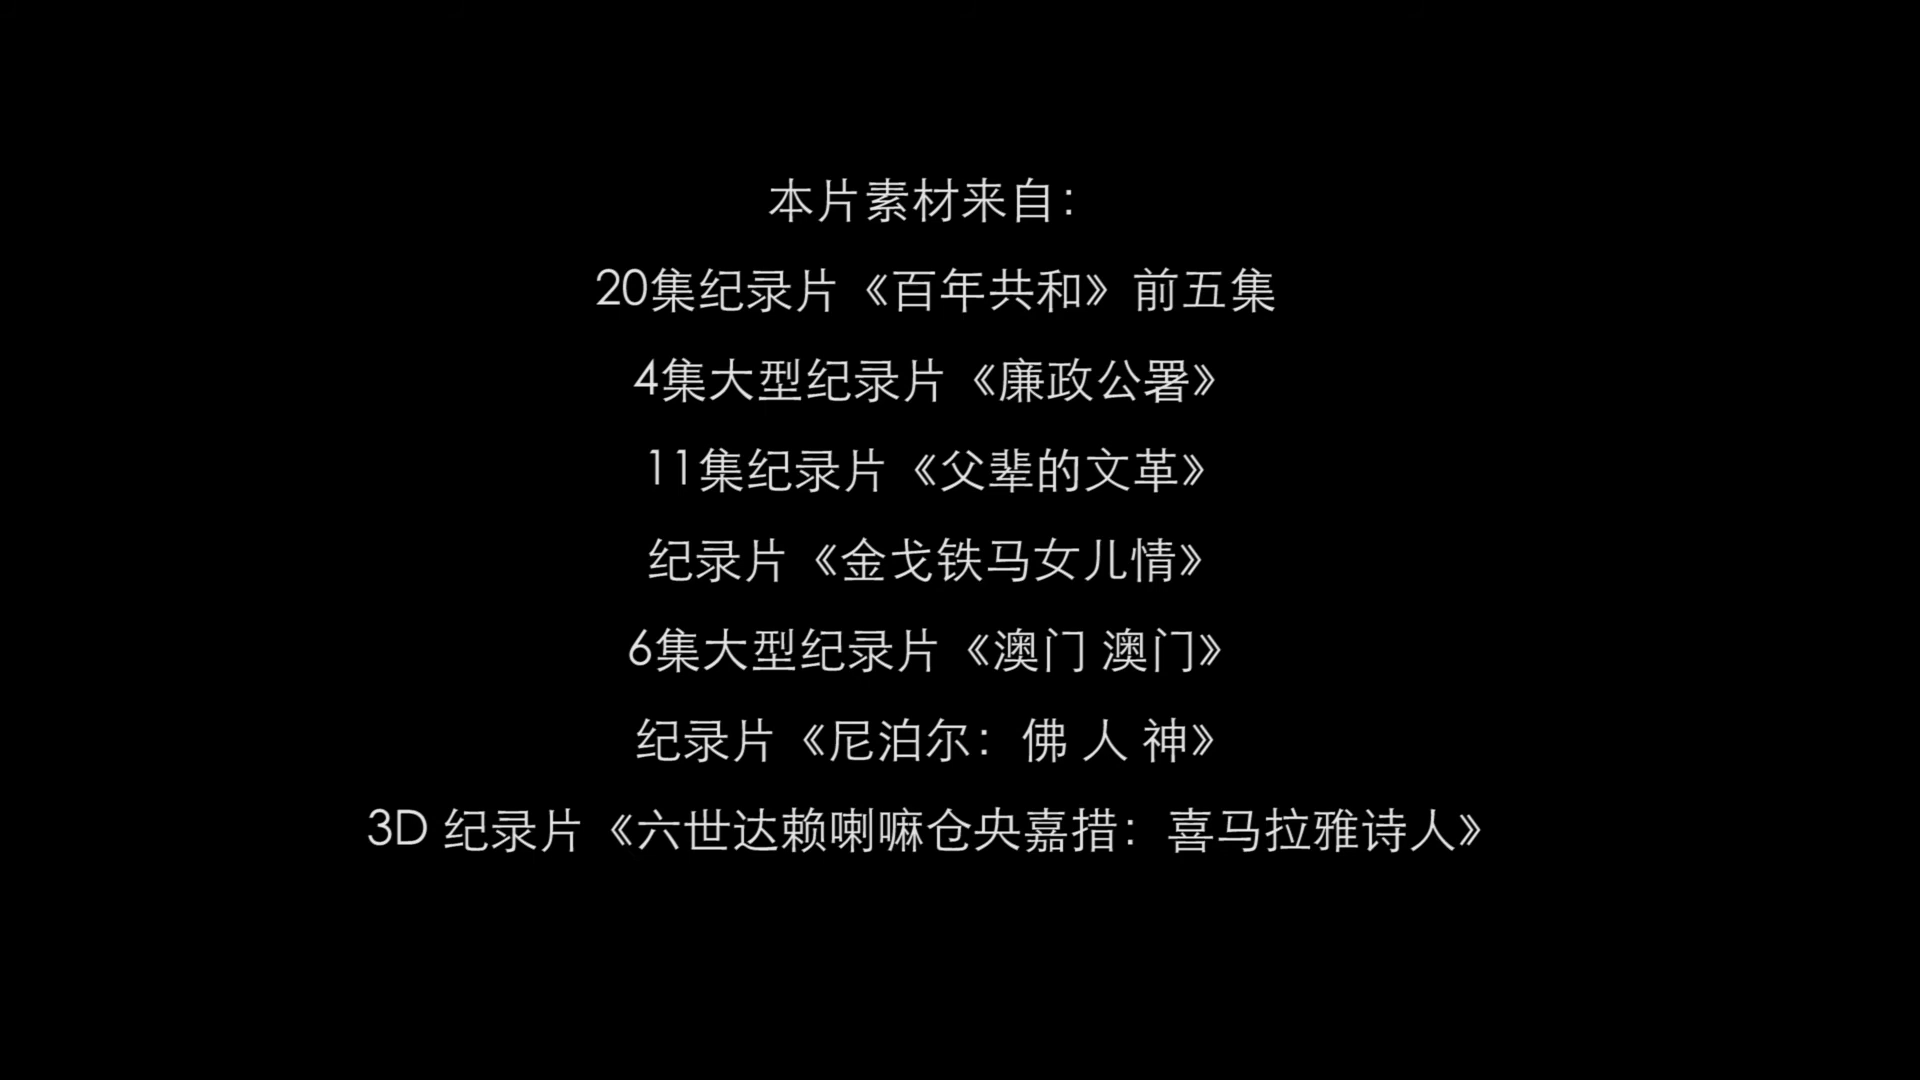 本片素材来自：
20集纪录片《百年共和》前五集
4集大型纪录片《廉政公署》
11集纪录片《父辈的文革》
纪录片《金戈铁马女儿情》
6集大型纪录片《澳门 澳门》
纪录片《尼泊尔：佛 人 神》
3D 纪录片《六世达赖喇嘛仓央嘉措：喜马拉雅诗人》